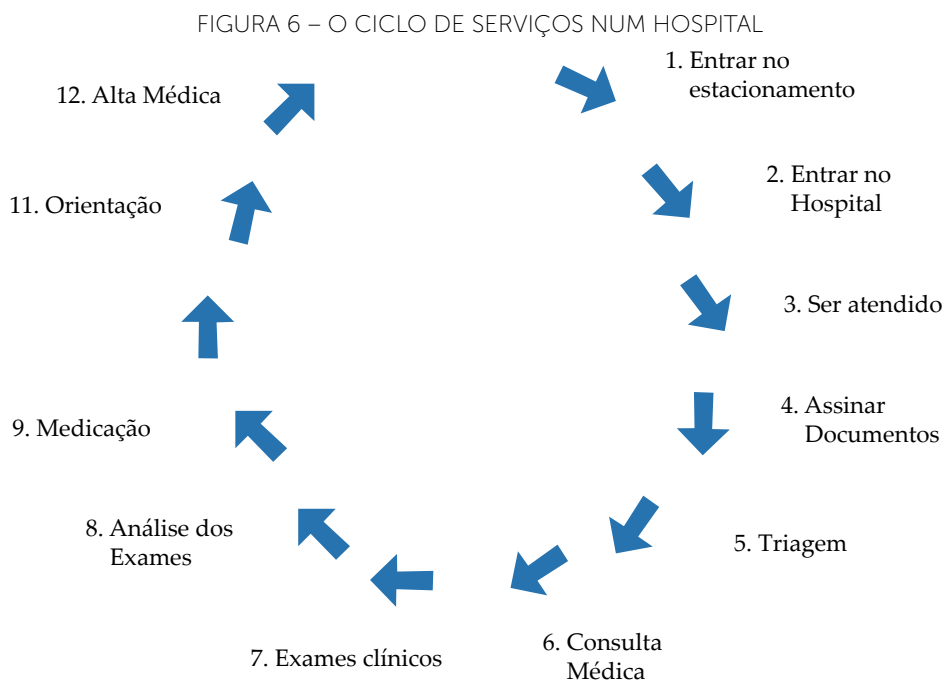 FIGURA 6 – O CICLO DE SERVIÇOS NUM HOSPITAL
1. Entrar no
estacionamento
2. Entrar no
Hospital
3. Ser atendido
4. Assinar
Documentos
5. Triagem
6. Consulta
Médica
7. Exames clínicos
8. Análise dos
Exames
9. Medicação
11. Orientação
12. Alta Médica